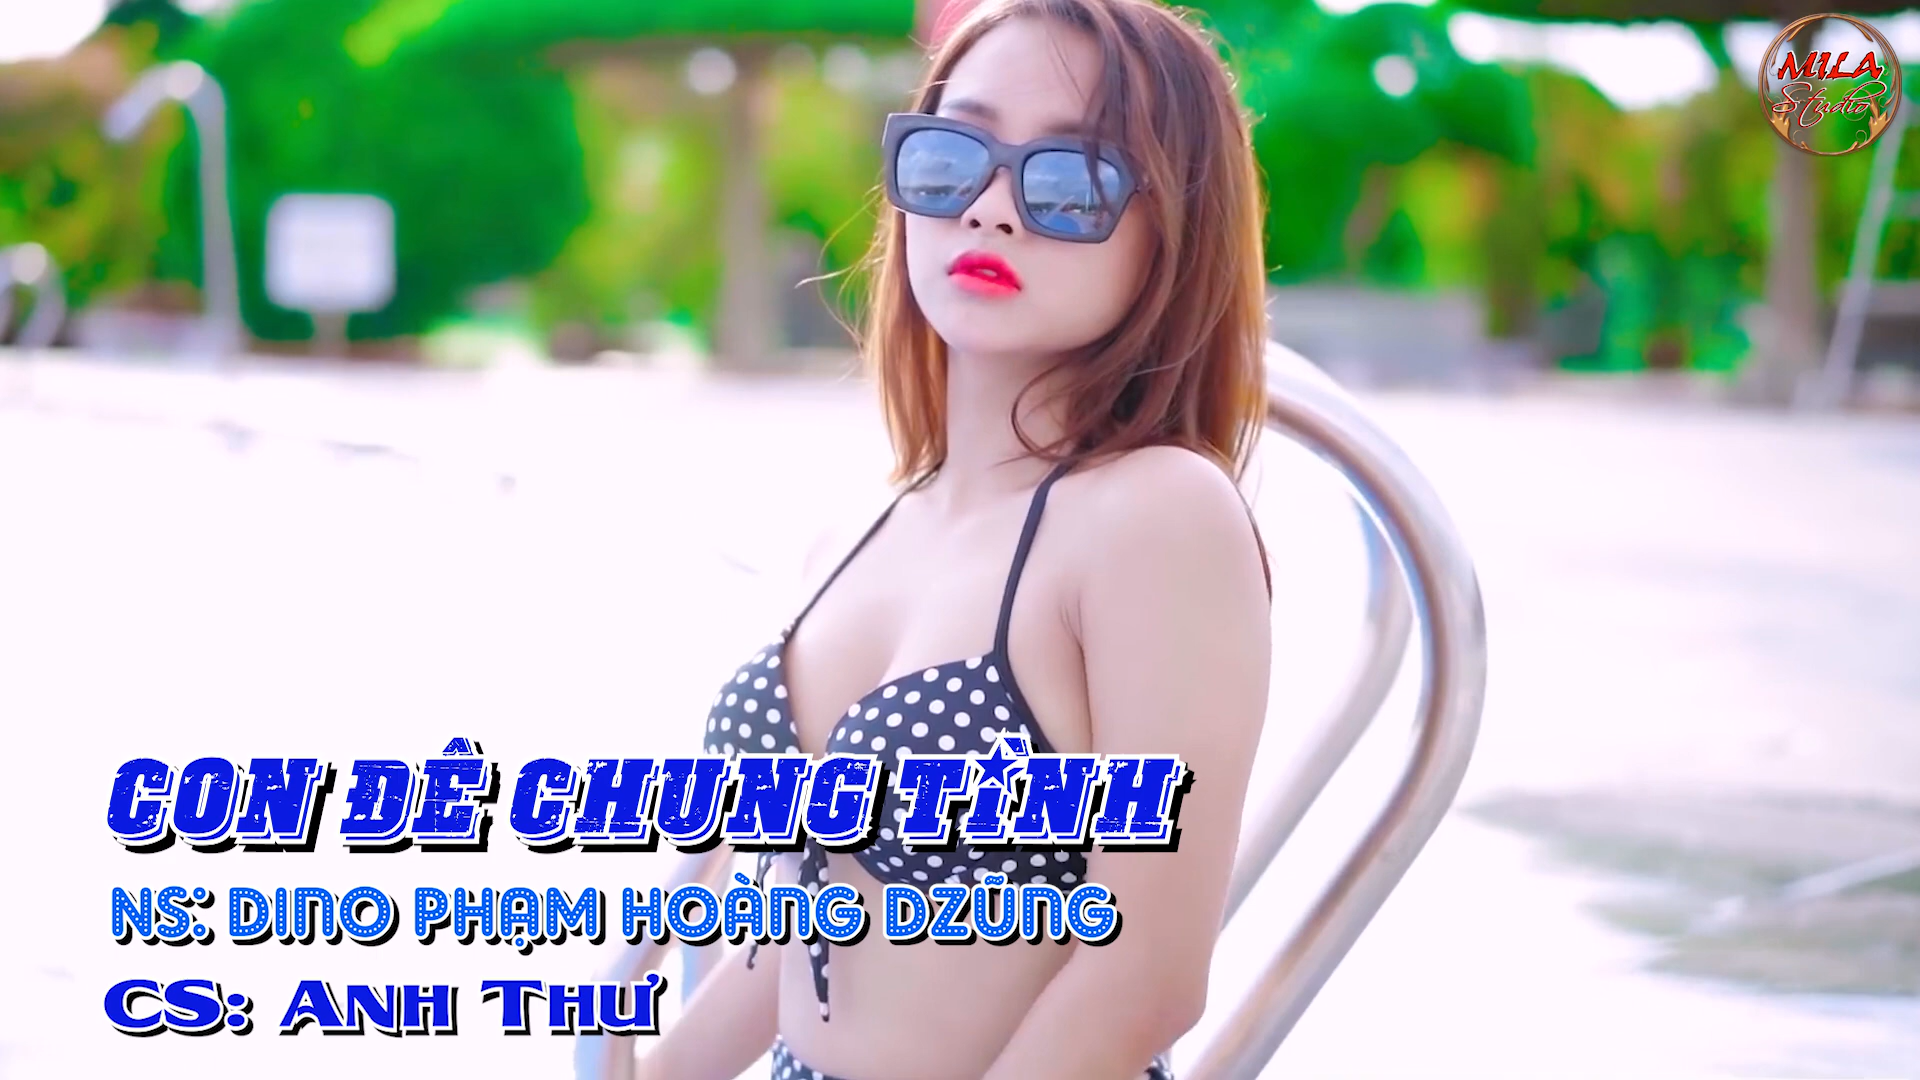 MILA
Studio
CON ĐÊ CHUNG TÌNH
NS: DINO PHẠM HOÀNG DZŨNG
CS: ANH THƯ